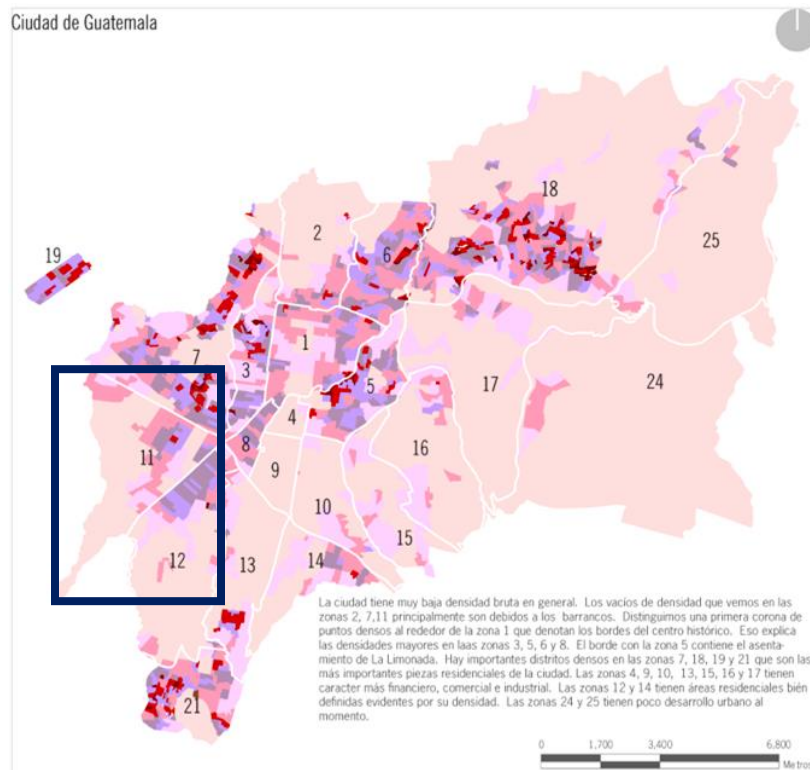 Ciudad de Guatemala
18
2
25
19
6
1
7
3
5
17
24
4
16
11
8
9
10
15
12
13
14
La ciudad tiene muy baja densidad bruta en general. Los vacíos de densidad que vemos en las
zonas 2, 7,11 principalmente son debidos a los barrancos. Distinguimos una primera corona de
puntos densos al rededor de la zona 1 que denotan los bordes del centro histórico. Eso explica
las densidades mayores en laas zonas 3, 5, 6 y 8. El borde con la zona 5 contiene el asenta-
miento de La Limonada. Hay importantes distritos densos en las zonas 7, 18, 19 y 21 que son las
más importantes piezas residenciales de la ciudad. Las zonas 4, 9, 10, 13, 15, 16 y 17 tienen
caracter más financiero, comercial e industrial. Las zonas 12 y 14 tienen áreas residenciales bién
definidas evidentes por su densidad. Las zonas 24 y 25 tienen poco desarrollo urbano al
momento.
21
0 1,700 3,400 6,800
Metros